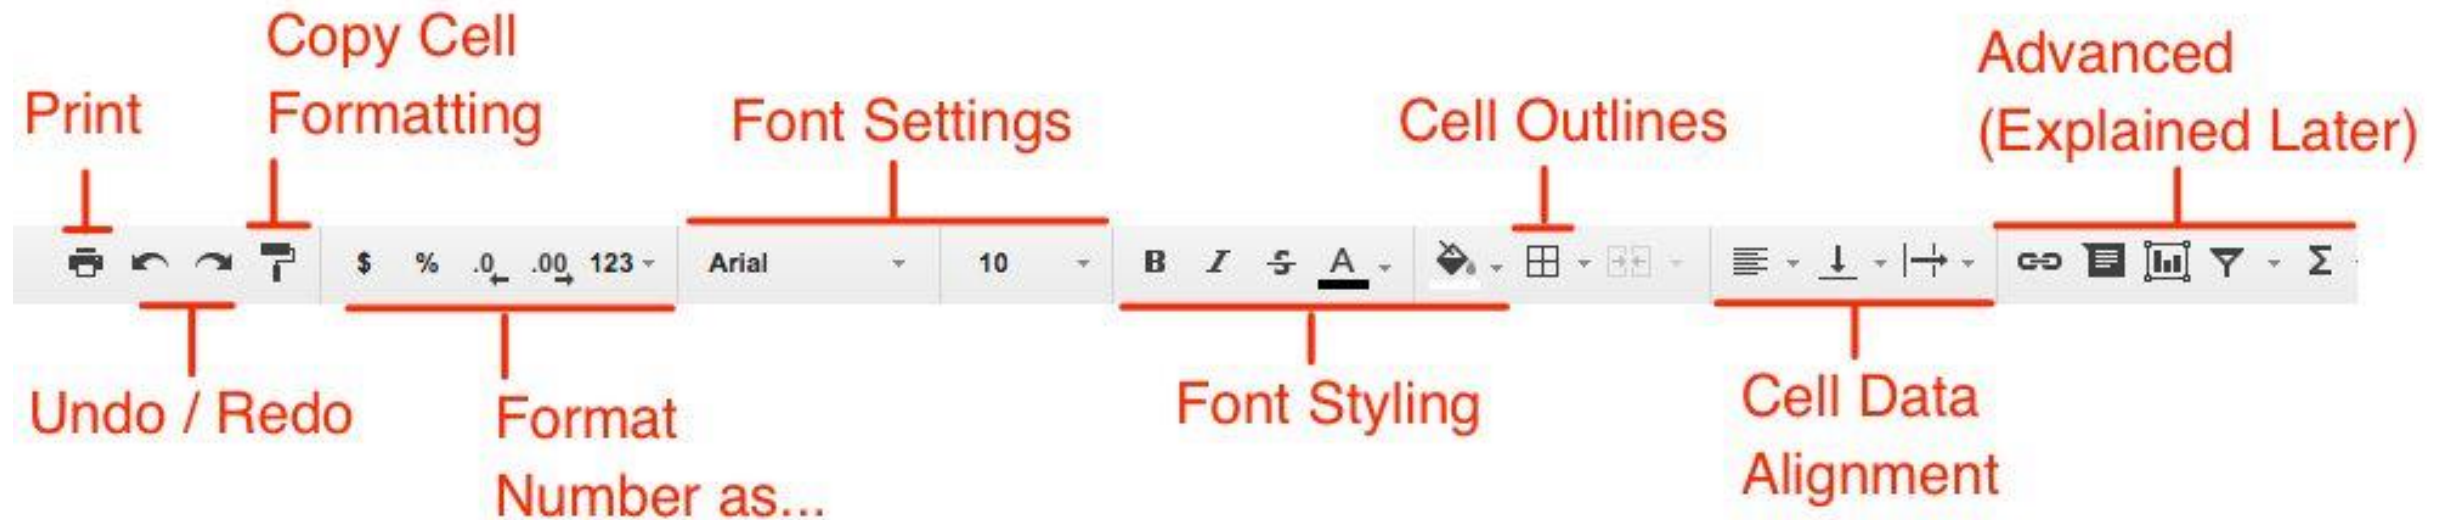 Copy Cell
Formatting
Print
Font Settings
Cell Outlines
Advanced
(Explained Later)
$ % .0 .00 123 Arial 10 B I S A Σ
Undo / Redo
Format
Number as...
Font Styling
Cell Data
Alignment